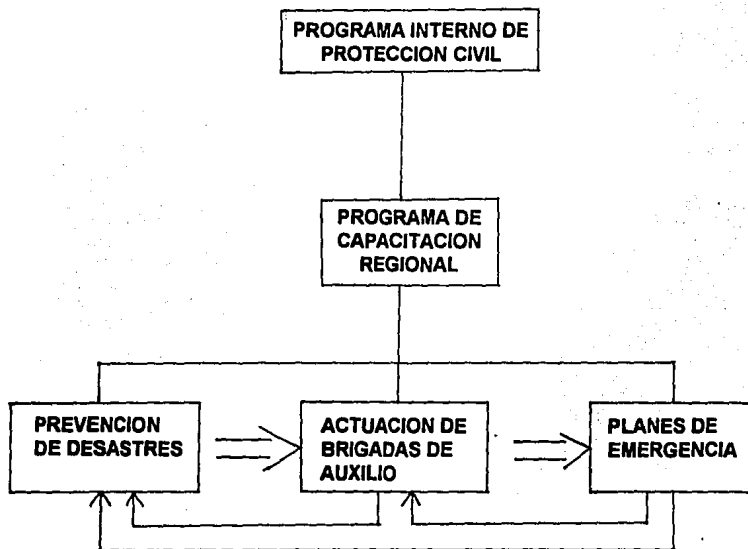 PROGRAMA INTERNO DE
PROTECCION CIVIL
PROGRAMA DE
CAPACITACION
REGIONAL
PREVENCION
DE DESASTRES
ACTUACION DE
BRIGADAS DE
AUXILIO
PLANES DE
EMERGENCIA